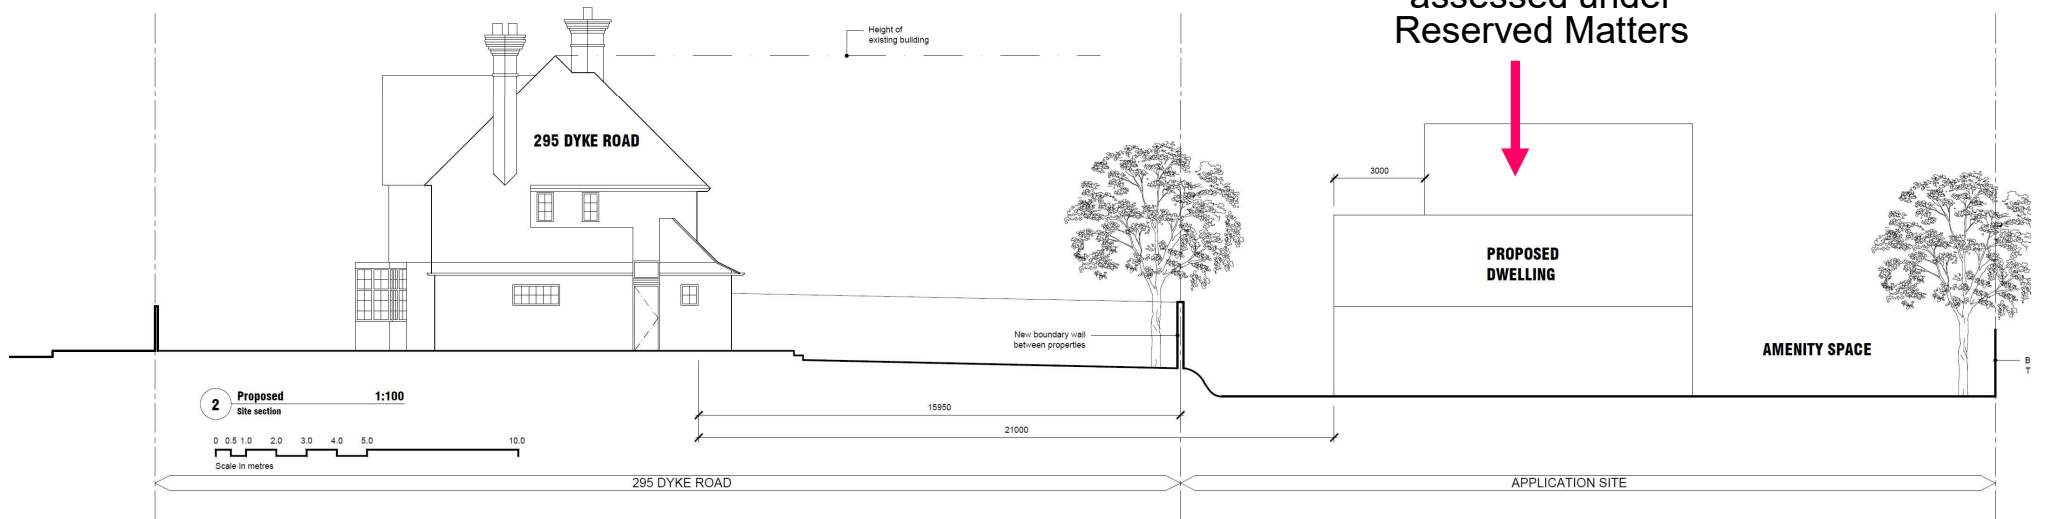 assessed under
Reserved Matters
Height of
existing building
295 DYKE ROAD
3000
PROPOSED
DWELLING
New boundary wall
between properties
AMENITY SPACE
B
T
2
Proposed 1:100
Site section
15950
21000
0 0.5 1.0 2.0 3.0 4.0 5.0 10.0
Scale in metres
295 DYKE ROAD
APPLICATION SITE